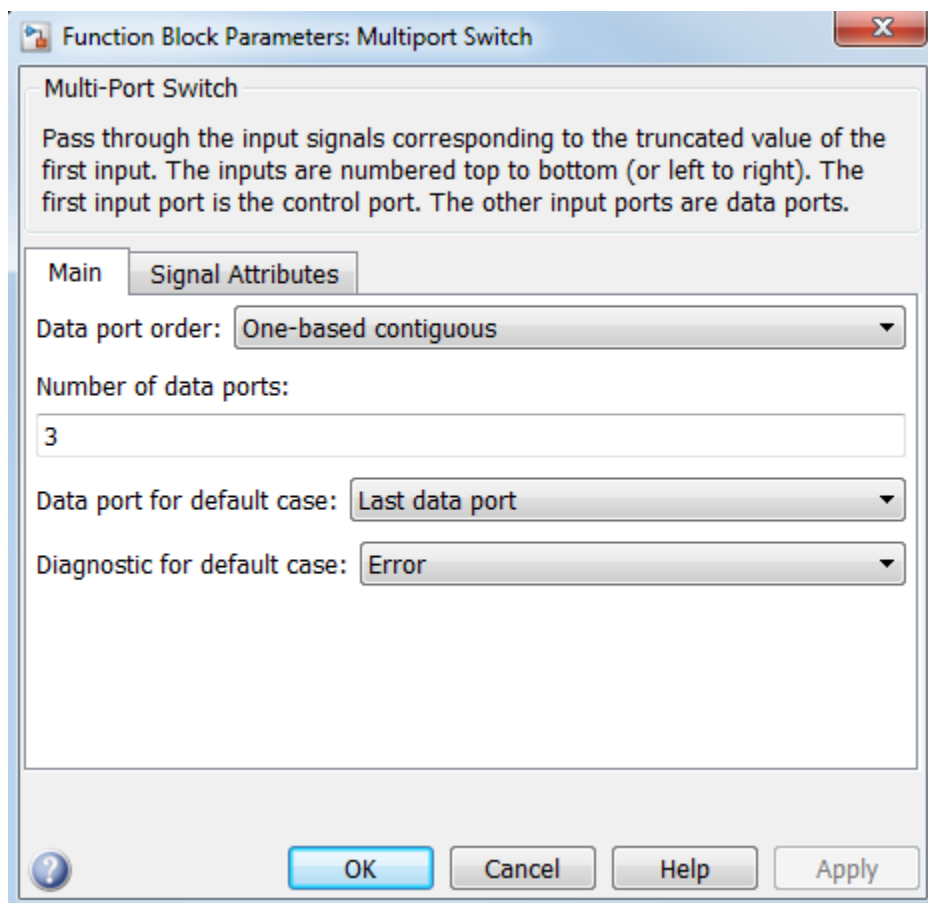 Function Block Parameters: Multiport Switch
X
Multi-Port Switch
Pass through the input signals corresponding to the truncated value of the
first input. The inputs are numbered top to bottom (or left to right). The
first input port is the control port. The other input ports are data ports.
Main Signal Attributes
Data port order: One-based contiguous
Number of data ports:
3
Data port for default case: Last data port
Diagnostic for default case: Error
? OK Cancel Help Apply